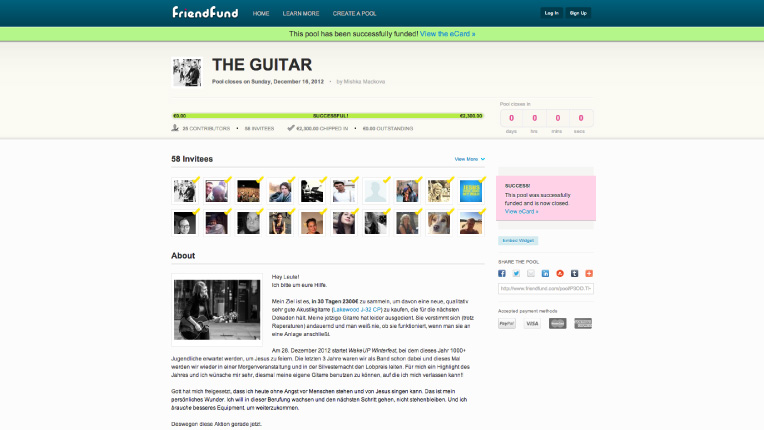 FriendFund
HOME LEARN MORE CREATE A POOL
Log In Sign Up
This pool has been successfully funded! View the eCard »
THE GUITAR
Pool closes on Sunday, December 16, 2012 • by Mishka Mackova
Pool closes in
€0.00 SUCCESSFUL! €2,300.00
0 0 0 0
days hrs mins secs
25 CONTRIBUTORS • 58 INVITEES €2,300.00 CHIPPED IN • €0.00 OUTSTANDING
58 Invitees
View More
SUCCESS!
This pool was successfully
funded and is now closed.
View eCard »
Embed Widget
About
SHARE THE POOL
http://www.friendfund.com/pool/
Accepted payment methods
PayPal VISA
Hey Leute!
Ich bitte um eure Hilfe.
Mein Ziel ist es, in 30 Tagen 2300€ zu sammeln, um davon eine neue, qualitativ
sehr gute Akustikgitarre (Lakewood J-32 CP) zu kaufen, die für die nächsten
Dekaden hält. Meine jetzige Gitarre hat leider ausgedient. Sie verstimmt sich (trotz
Reperaturen) andauernd und man weiß nie, ob sie funktioniert, wenn man sie an
eine Anlage anschließt.
Am 28. Dezember 2012 startet WakeUP Winterfest, bei dem dieses Jahr 1000+
Jugendliche erwartet werden, um Jesus zu feiern. Die letzten 3 Jahre waren wir als Band schon dabei und dieses Mal
werden wir wieder in einer Morgenveranstaltung und in der Silvesternacht den Lobpreis leiten. Für mich ein Highlight des
Jahres und ich wünsche mir sehr, diesmal meine eigene Gitarre benutzen zu können, auf die ich mich verlassen kann!!
Gott hat mich freigesetzt, dass ich heute ohne Angst vor Menschen stehen und von Jesus singen kann. Das ist mein
persönliches Wunder. Ich will in dieser Berufung wachsen und den nächsten Schritt gehen, nicht stehenbleiben. Und ich
brauche besseres Equipment, um weiterzukommen.
Deswegen diese Aktion gerade jetzt.